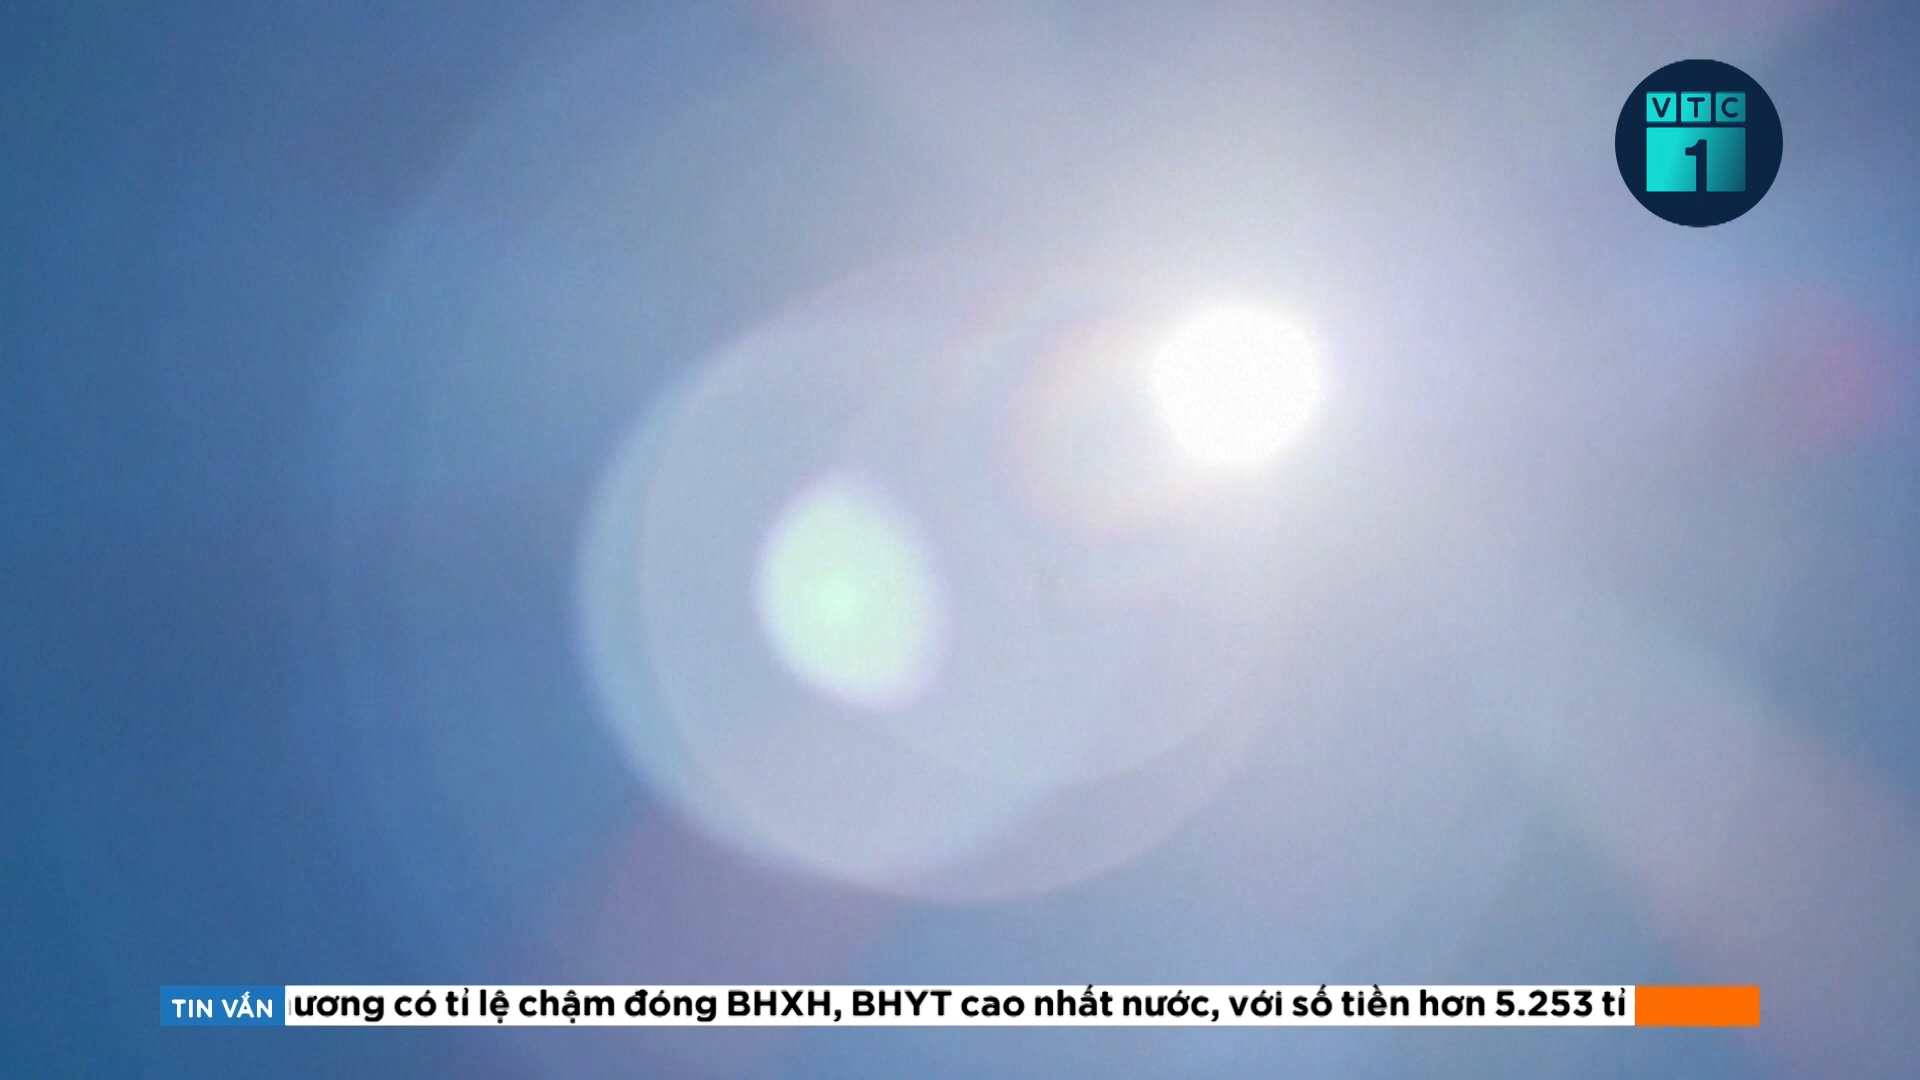 VTC
1
TIN VẮN
ương có tỉ lệ chậm đóng BHXH, BHYT cao nhất nước, với số tiền hơn 5.253 tỉ